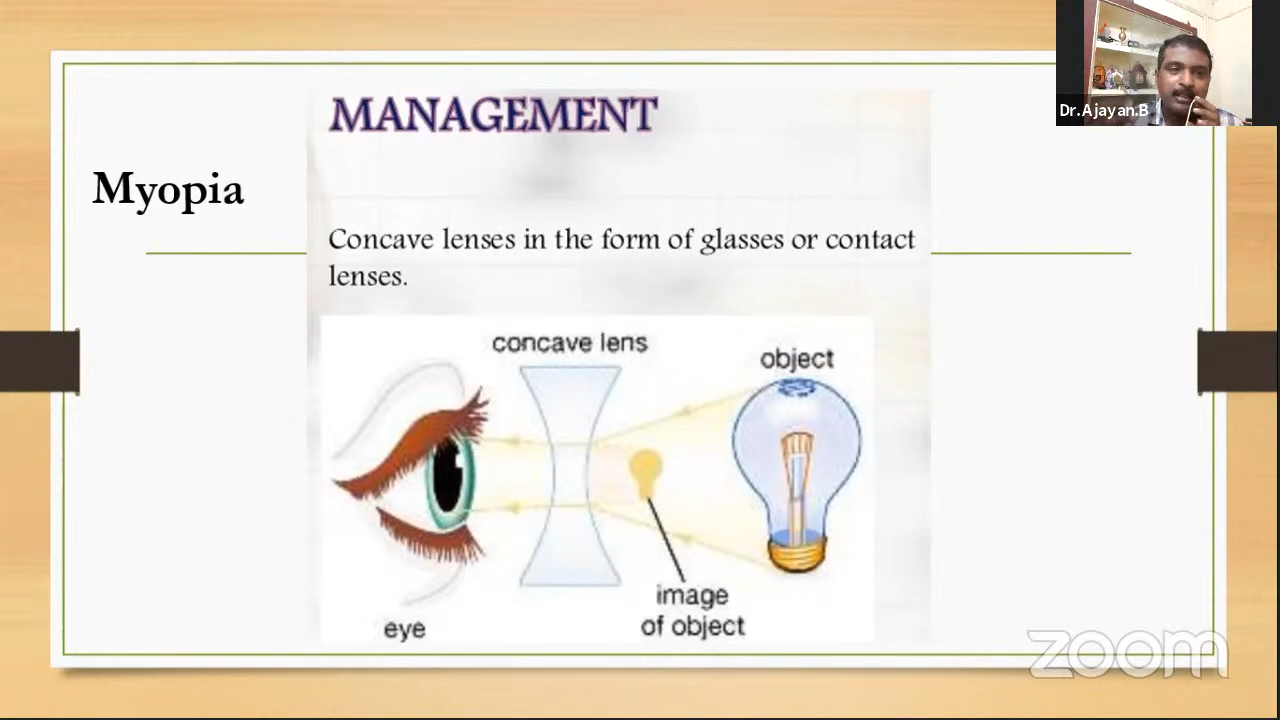 MANAGEMENT
Dr.Ajayan.B
Myopia
Concave lenses in the form of glasses or contact
lenses.
concave lens
object
image
of object
eye
zoom